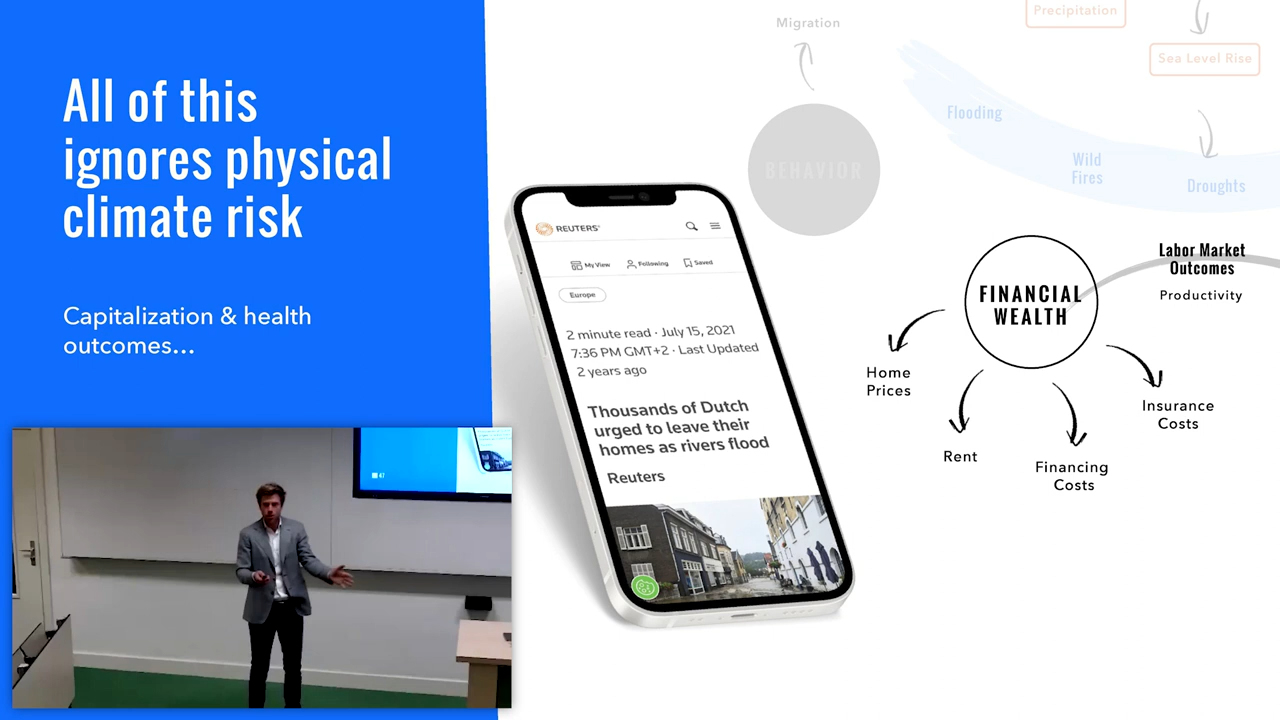 All of this
ignores physical
climate risk
Capitalization & health
outcomes...
REUTERS
My View
Following
Saved
Europe
2 minute read · July 15, 2021
7:36 PM GMT+2 · Last Updated
2 years ago
Thousands of Dutch
urged to leave their
homes as rivers flood
Reuters
Migration
BEHAVIOR
Precipitation
Sea Level Rise
Flooding
Wild
Fires
Droughts
FINANCIAL
WEALTH
Labor Market
Outcomes
Productivity
Home
Prices
Rent
Financing
Costs
Insurance
Costs
47